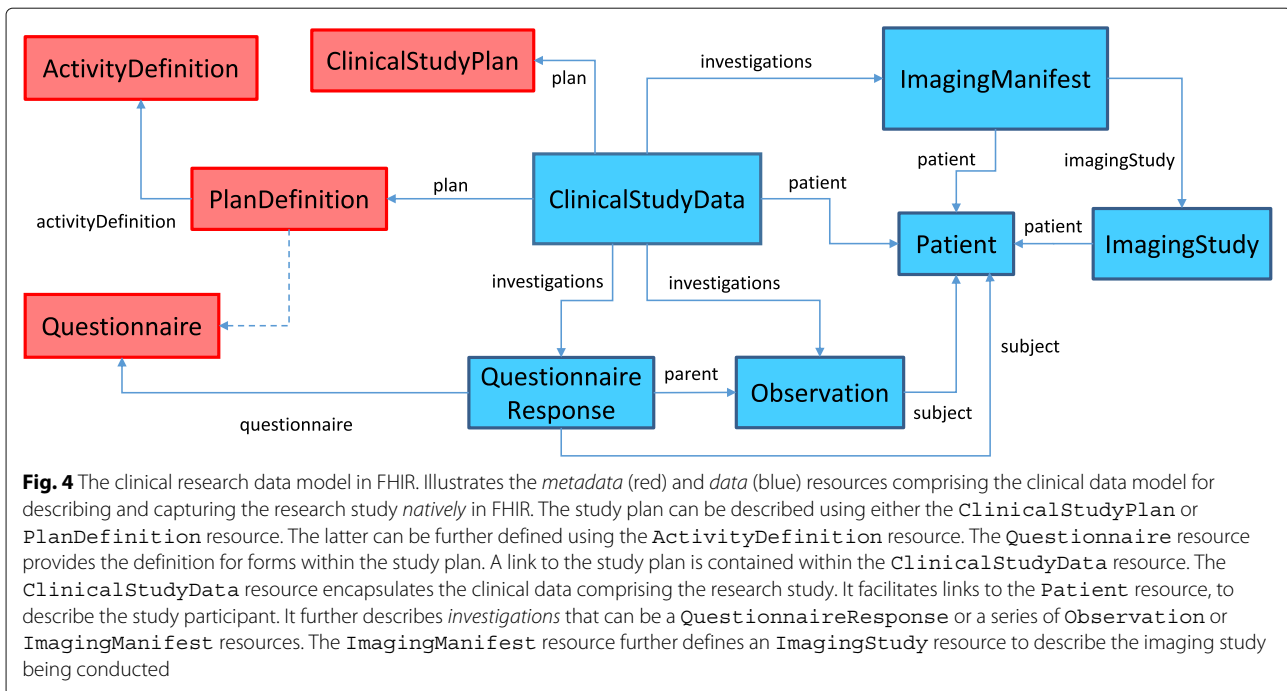 ActivityDefinition
ClinicalStudyPlan
plan
investigations
ImagingManifest
patient
imagingStudy
PlanDefinition
activityDefinition
plan
ClinicalStudyData
patient
Patient
patient
ImagingStudy
investigations
investigations
Questionnaire
subject
Questionnaire
Response
parent
Observation
subject
questionnaire
Fig. 4 The clinical research data model in FHIR. Illustrates the metadata (red) and data (blue) resources comprising the clinical data model for
describing and capturing the research study natively in FHIR. The study plan can be described using either the ClinicalStudyPlan or
PlanDefinition resource. The latter can be further defined using the ActivityDefinition resource. The Questionnaire resource
provides the definition for forms within the study plan. A link to the study plan is contained within the ClinicalStudyData resource. The
ClinicalStudyData resource encapsulates the clinical data comprising the research study. It facilitates links to the Patient resource, to
describe the study participant. It further describes investigations that can be a QuestionnaireResponse or a series of Observation or
ImagingManifest resources. The ImagingManifest resource further defines an ImagingStudy resource to describe the imaging study
being conducted